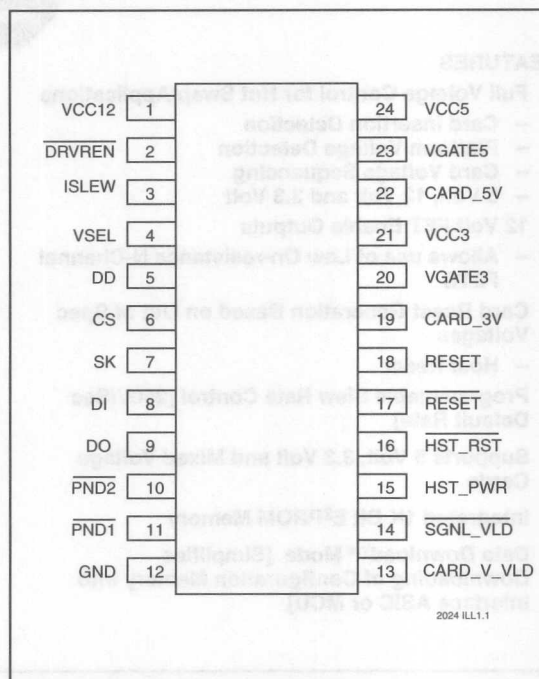 VCC12 1 24 VCC5
DRVREN 2 23 VGATE5
ISLEW 3 22 CARD_5V
VSEL 4 21 VCC3
DD 5 20 VGATE3
CS 6 19 CARD_3V
SK 7 18 RESET
DI 8 17 RESET
DO 9 16 HST_RST
PND2 10 15 HST_PWR
PND1 11 14 SGNL_VLD
GND 12 13 CARD_V_VLD
2024 ILL1.1